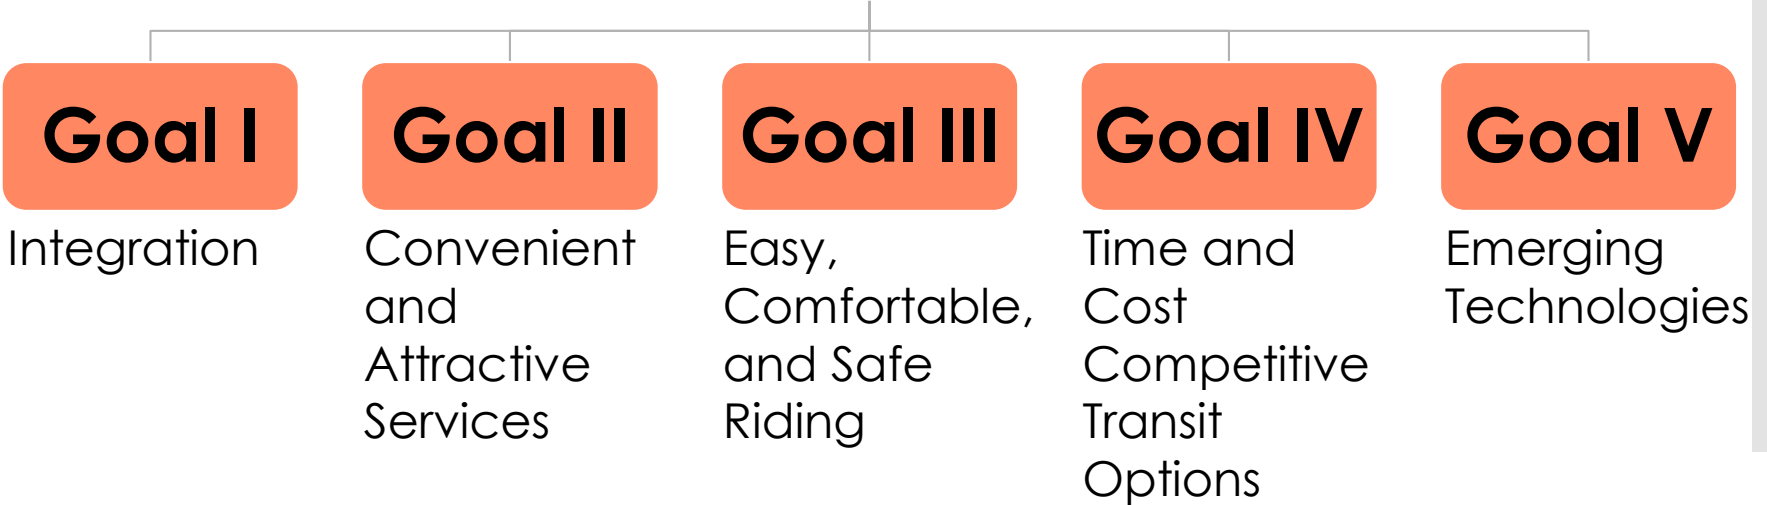 Goal I
Integration
Goal II
Convenient
and
Attractive
Services
Goal III
Easy,
Comfortable,
and Safe
Riding
Goal IV
Time and
Cost
Competitive
Transit
Options
Goal V
Emerging
Technologies